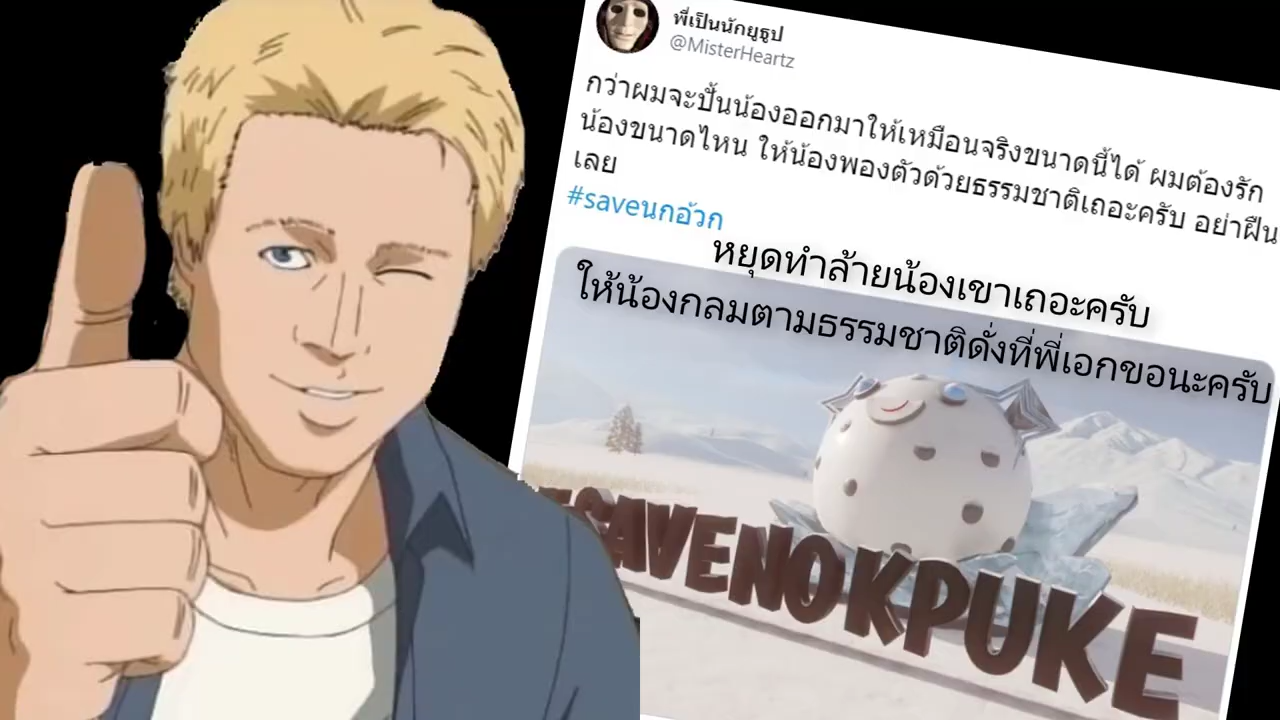 พี่เป็นนักยูธูป
@MisterHeartz
กว่าผมจะปั้นน้องออกมาให้เหมือนจริงขนาดนี้ได้ ผมต้องรัก
น้องขนาดไหน ให้น้องพองตัวด้วยธรรมชาติเถอะครับ อย่าฝืน
เลย
#saveนกอ้วก
หยุดทำล้ายน้องเขาเถอะครับ
ให้น้องกลมตามธรรมชาติดั่งที่พี่เอกขอนะครับ
SAVENOKPUKE